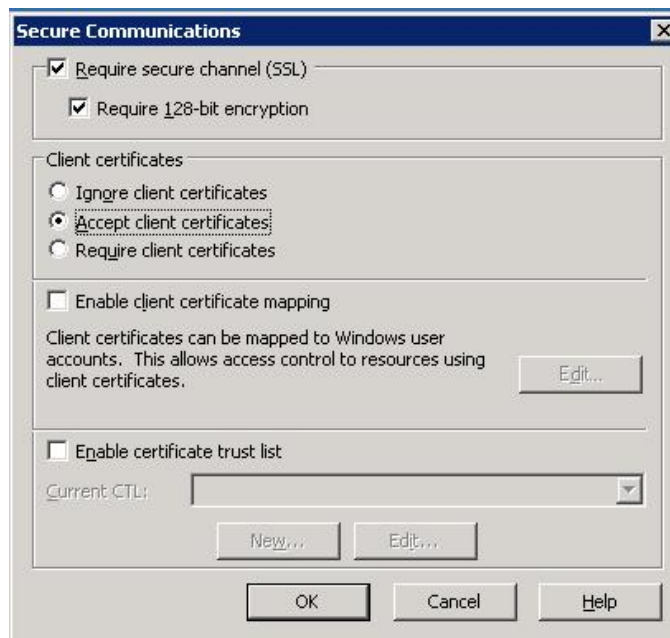 Secure Communications
Require secure channel (SSL)
Require 128-bit encryption
Client certificates
Ignore client certificates
Accept client certificates
Require client certificates
Enable client certificate mapping
Client certificates can be mapped to Windows user
accounts. This allows access control to resources using
client certificates.
Edit...
Enable certificate trust list
Current CTL:
New...
Edit...
OK
Cancel
Help